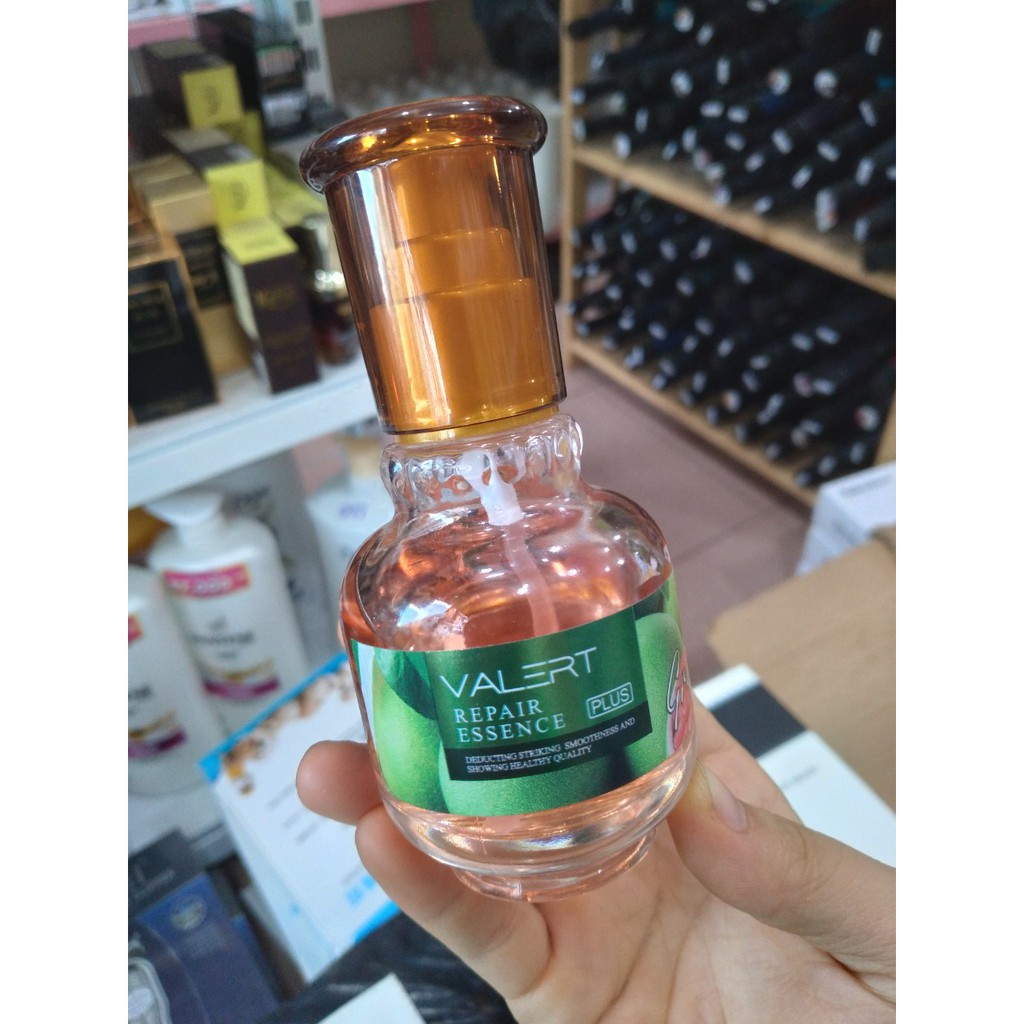 VALERT
REPAIR
ESSENCE
PLUS
DEDUCTING STRIKING SMOOTHNESS AND
SHOWING HEALTHY QUALITY